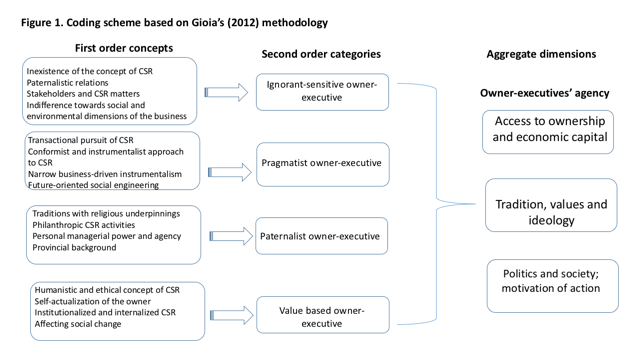 Figure 1. Coding scheme based on Gioia's (2012) methodology
First order concepts
Second order categories
Aggregate dimensions
Inexistence of the concept of CSR
Paternalistic relations
Stakeholders and CSR matters
Indifference towards social and
environmental dimensions of the business
Ignorant-sensitive owner-
executive
Owner-executives' agency
Access to ownership
and economic capital
Transactional pursuit of CSR
Conformist and instrumentalist approach
to CSR
Narrow business-driven instrumentalism
Future-oriented social engineering
Pragmatist owner-executive
Tradition, values and
ideology
Traditions with religious underpinnings
Philanthropic CSR activities
Personal managerial power and agency
Provincial background
Paternalist owner-executive
Politics and society;
motivation of action
Humanistic and ethical concept of CSR
Self-actualization of the owner
Institutionalized and internalized CSR
Affecting social change
Value based owner-
executive